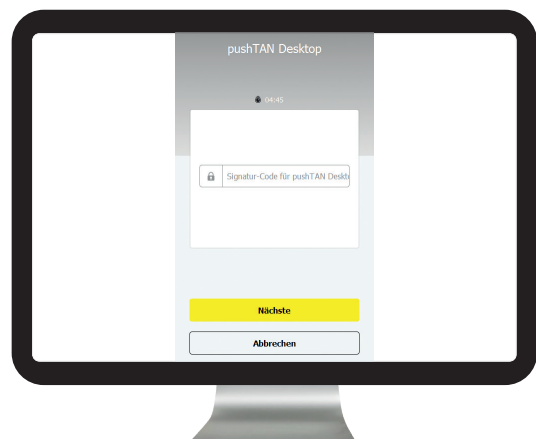 pushTAN Desktop
04:45
Signatur-Code für pushTAN Deskt
Nächste
Abbrechen